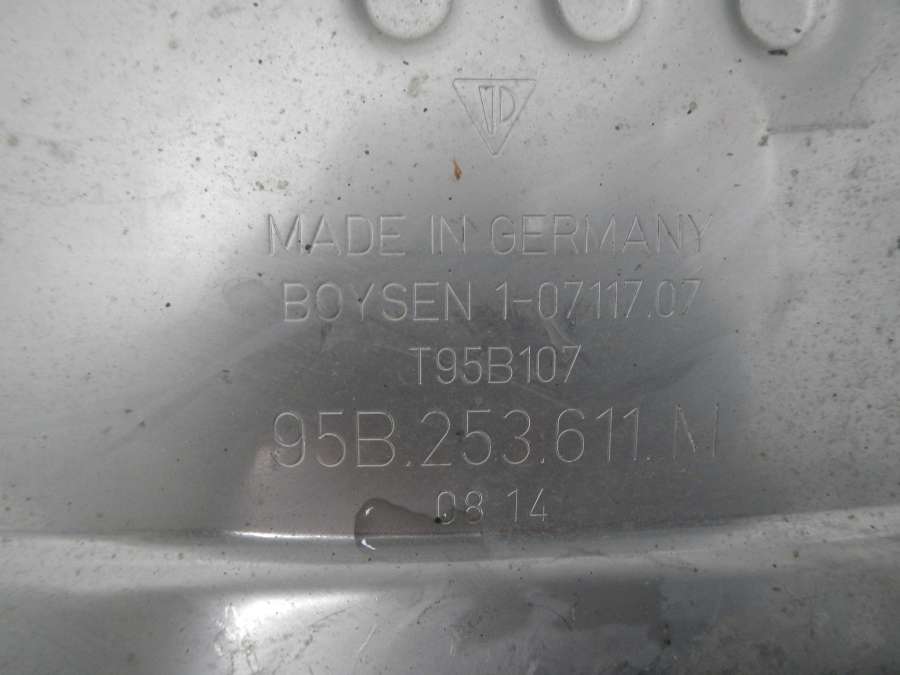 MADE IN GERMANY
BOYSEN 1-07117.07
T95B107
95B.253.611.M
08 14